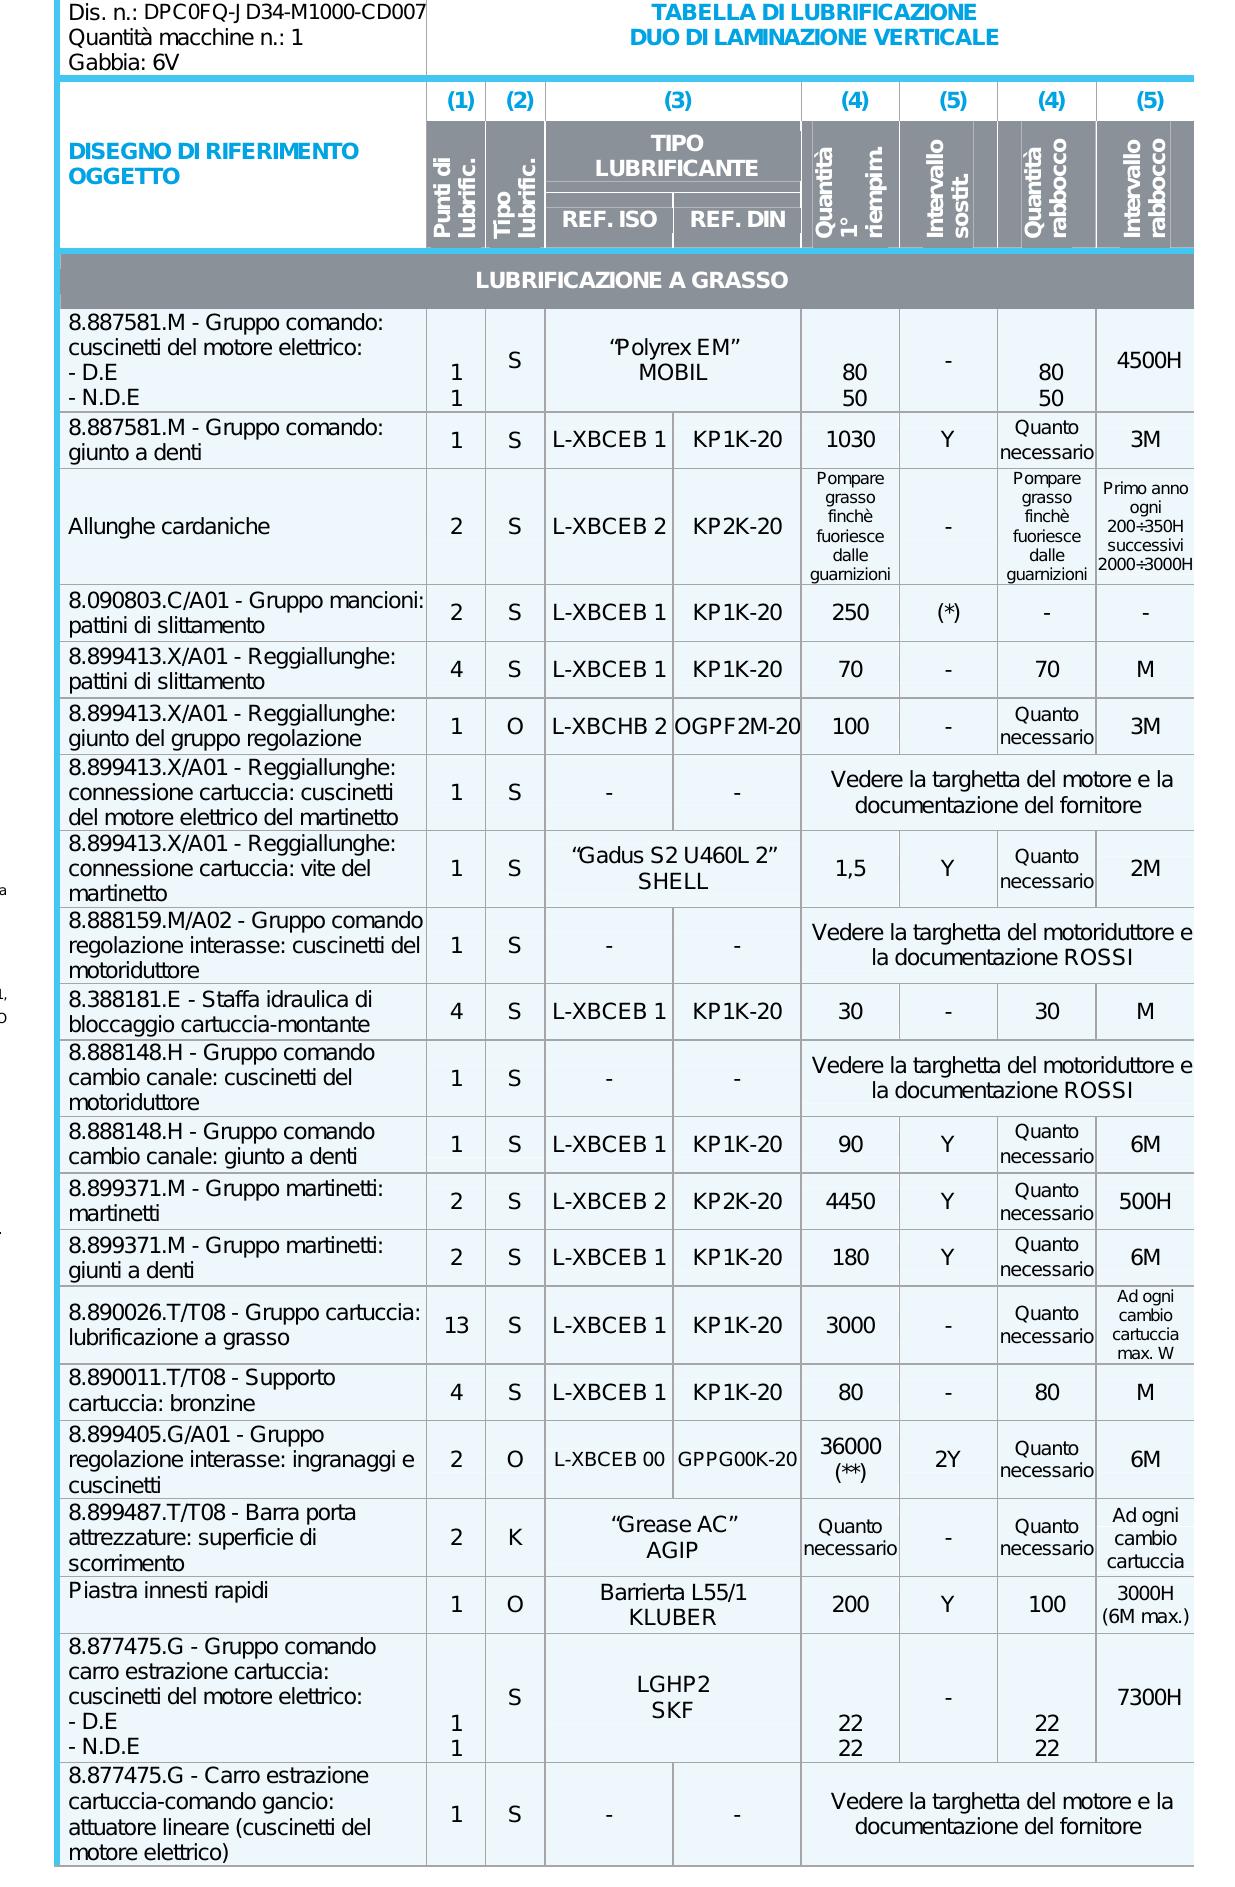 Dis. n.: DPC0FQ-JD34-M1000-CD007
Quantità macchine n.: 1
Gabbia: 6V
TABELLA DI LUBRIFICAZIONE
DUO DI LAMINAZIONE VERTICALE
(1) (2) (3) (4) (5) (4) (5)
DISEGNO DI RIFERIMENTO
OGGETTO
Punti di
lubrific.
Tipo
lubrific.
TIPO
LUBRIFICANTE
REF. ISO REF. DIN
Quantità
1°
riempim.
Intervallo
sostit.
Quantità
rabbocco
Intervallo
rabbocco
LUBRIFICAZIONE A GRASSO
8.887581.M - Gruppo comando:
cuscinetti del motore elettrico:
- D.E
- N.D.E
1
1
S
“Polyrex EM”
MOBIL
80
50
-
80
50
4500H
8.887581.M - Gruppo comando:
giunto a denti
1 S L-XBCEB 1 KP1K-20 1030 Y
Quanto
necessario
3M
Allunghe cardaniche
2 S L-XBCEB 2 KP2K-20
Pompare
grasso
finchè
fuoriesce
dalle
guarnizioni
-
Pompare
grasso
finchè
fuoriesce
dalle
guarnizioni
Primo anno
ogni
200÷350H
successivi
2000÷3000H
8.090803.C/A01 - Gruppo mancioni:
pattini di slittamento
2 S L-XBCEB 1 KP1K-20 250 (*) - -
8.899413.X/A01 - Reggiallunghe:
pattini di slittamento
4 S L-XBCEB 1 KP1K-20 70 - 70 M
8.899413.X/A01 - Reggiallunghe:
giunto del gruppo regolazione
1 O L-XBCHB 2 OGPF2M-20 100 -
Quanto
necessario
3M
8.899413.X/A01 - Reggiallunghe:
connessione cartuccia: cuscinetti
del motore elettrico del martinetto
1 S - -
Vedere la targhetta del motore e la
documentazione del fornitore
8.899413.X/A01 - Reggiallunghe:
connessione cartuccia: vite del
martinetto
1 S
“Gadus S2 U460L 2”
SHELL
1,5 Y
Quanto
necessario
2M
8.888159.M/A02 - Gruppo comando
regolazione interasse: cuscinetti del
motoriduttore
1 S - -
Vedere la targhetta del motoriduttore e
la documentazione ROSSI
8.388181.E - Staffa idraulica di
bloccaggio cartuccia-montante
4 S L-XBCEB 1 KP1K-20 30 - 30 M
8.888148.H - Gruppo comando
cambio canale: cuscinetti del
motoriduttore
1 S - -
Vedere la targhetta del motoriduttore e
la documentazione ROSSI
8.888148.H - Gruppo comando
cambio canale: giunto a denti
1 S L-XBCEB 1 KP1K-20 90 Y
Quanto
necessario
6M
8.899371.M - Gruppo martinetti:
martinetti
2 S L-XBCEB 2 KP2K-20 4450 Y
Quanto
necessario
500H
8.899371.M - Gruppo martinetti:
giunti a denti
2 S L-XBCEB 1 KP1K-20 180 Y
Quanto
necessario
6M
8.890026.T/T08 - Gruppo cartuccia:
lubrificazione a grasso
13 S L-XBCEB 1 KP1K-20 3000 -
Quanto
necessario
Ad ogni
cambio
cartuccia
max. W
8.890011.T/T08 - Supporto
cartuccia: bronzine
4 S L-XBCEB 1 KP1K-20 80 - 80 M
8.899405.G/A01 - Gruppo
regolazione interasse: ingranaggi e
cuscinetti
2 O L-XBCEB 00 GPPG00K-20
36000
(**)
2Y
Quanto
necessario
6M
8.899487.T/T08 - Barra porta
attrezzature: superficie di
scorrimento
2 K
“Grease AC”
AGIP
Quanto
necessario
-
Quanto
necessario
Ad ogni
cambio
cartuccia
Piastra innesti rapidi
1 O
Barrierta L55/1
KLUBER
200 Y 100
3000H
(6M max.)
8.877475.G - Gruppo comando
carro estrazione cartuccia:
cuscinetti del motore elettrico:
- D.E
- N.D.E
1
1
S
LGHP2
SKF
22
22
-
22
22
7300H
8.877475.G - Carro estrazione
cartuccia-comando gancio:
attuatore lineare (cuscinetti del
motore elettrico)
1 S - -
Vedere la targhetta del motore e la
documentazione del fornitore